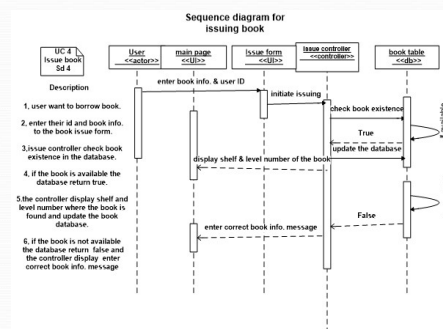 Sequence diagram for
issuing book
UC 4
Issue book
Sd 4
User
<<actor>>
main page
<<UI>>
Issue form
<<UI>>
issue controller
<<controller>>
book table
<<db>>
Description
1, user want to borrow book.
2, enter their id and book info.
to the book issue form.
3,issue controller check book
existence in the database.
4, if the book is available the
database return true.
5.the controller display shelf and
level number where the book is
found and update the book
database.
6, if the book is not available
the database return false and
the controller display enter
correct book info. message
enter book info. & user ID
initiate issuing
check book existence
True
update the database
display shelf & level number of the book
False
enter correct book info. message